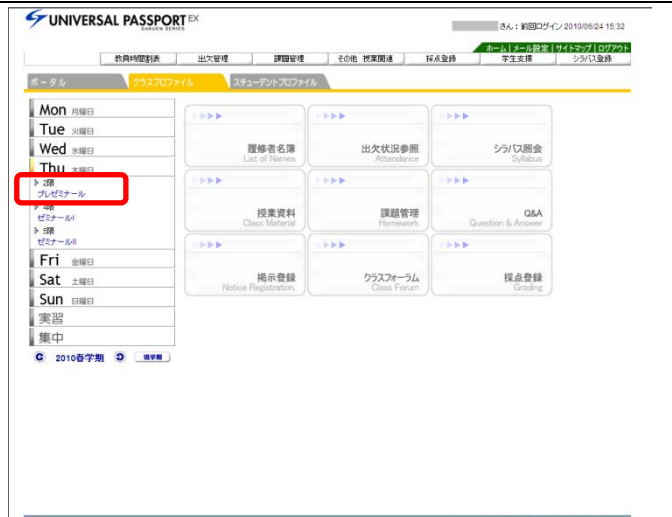 UNIVERSAL PASSPORT EX
GAKUEN SERIES
さん：前回ログイン 2010/06/24 15:32
ホーム | メール設定 | サイトマップ | ログアウト
教員時間割表 出欠管理 課題管理 その他 授業関連 採点登録 学生支援 シラバス登録
ポータル クラスプロファイル スチューデントプロファイル
Mon 月曜日
Tue 火曜日
Wed 水曜日
Thu 木曜日
2限
プレゼミナール
4限
ゼミナールI
5限
ゼミナールII
Fri 金曜日
Sat 土曜日
Sun 日曜日
実習
集中
2010春学期 現学期
履修者名簿
List of Names
出欠状況参照
Attendance
シラバス照会
Syllabus
授業資料
Class Material
課題管理
Homework
Q&A
Question & Answer
掲示登録
Notice Registration
クラスフォーラム
Class Forum
採点登録
Grading